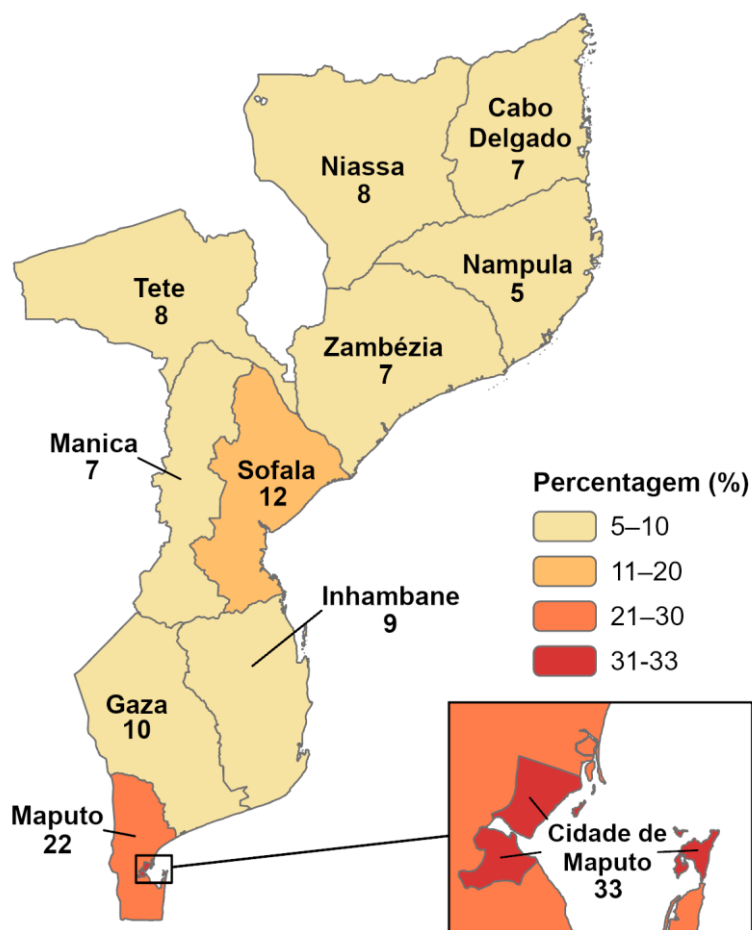 Cabo
Delgado
7
Niassa
8
Nampula
5
Tete
8
Zambézia
7
Manica
7
Sofala
12
Percentagem (%)
5–10
11–20
21–30
31-33
Inhambane
9
Gaza
10
Maputo
22
Cidade de
Maputo
33